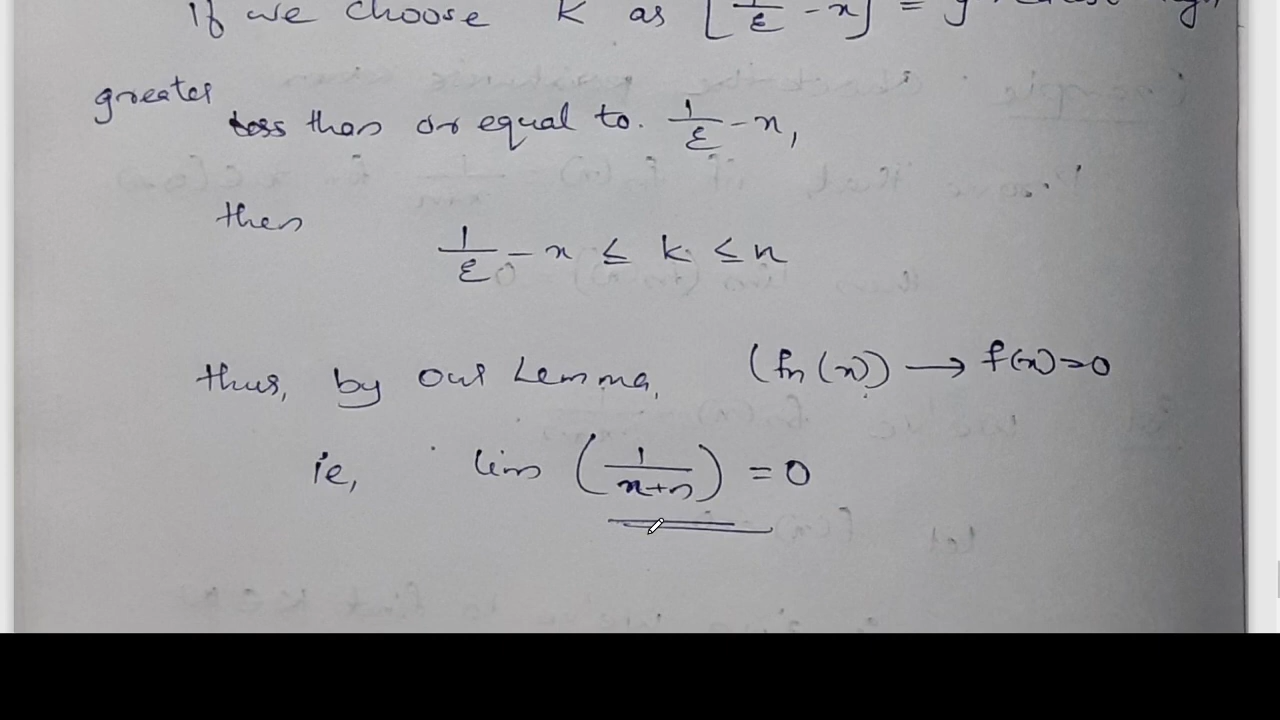 If we choose K as [1/ε - x] =
greater
less than or equal to. 1/ε - x,
then
1/ε - x ≤ k ≤ n
thus, by our Lemma, (fn(x)) → f(x)=0
ie, lim (1/(x+n)) = 0